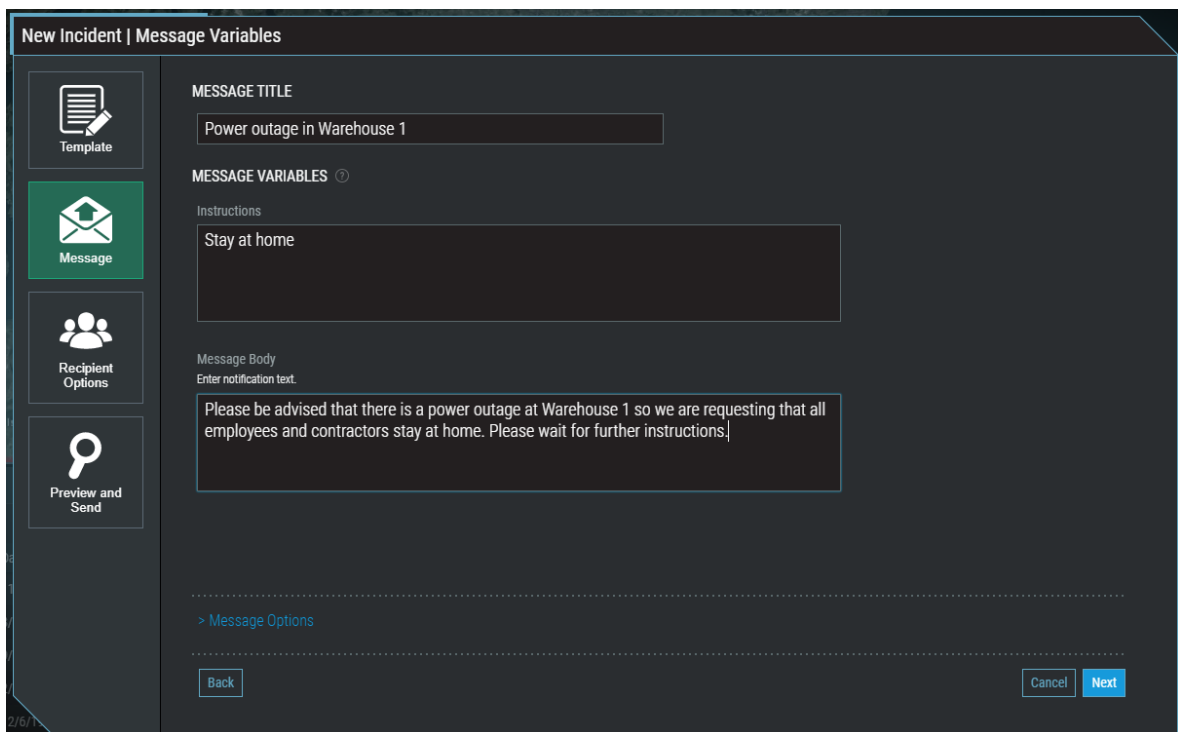 New Incident | Message Variables
Template
Message
Recipient
Options
Preview and
Send
MESSAGE TITLE
Power outage in Warehouse 1
MESSAGE VARIABLES ?
Instructions
Stay at home
Message Body
Enter notification text.
Please be advised that there is a power outage at Warehouse 1 so we are requesting that all
employees and contractors stay at home. Please wait for further instructions.
> Message Options
Back
Cancel
Next